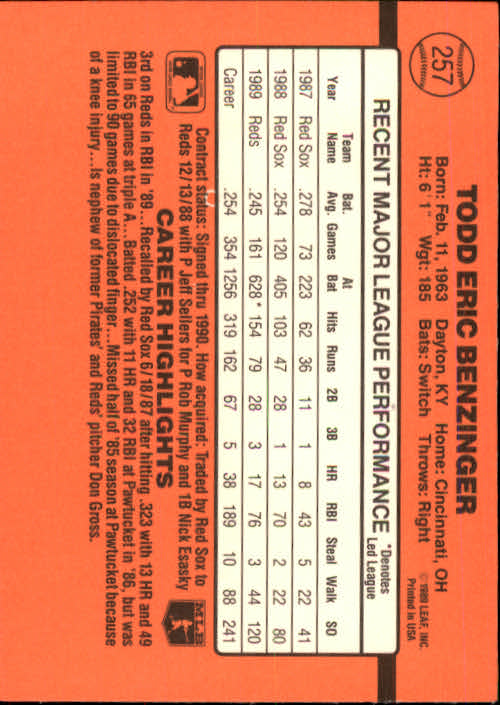 257
TODD ERIC BENZINGER
Born: Feb. 11, 1963 Dayton, KY Home: Cincinnati, OH
Ht: 6' 1" Wgt: 185 Bats: Switch Throws: Right
© 1989 LEAF, INC.
Printed in USA
RECENT MAJOR LEAGUE PERFORMANCE *Denotes Led League
Year Team Name Bat. Avg. Games At Bat Hits Runs 2B 3B HR RBI Steal Walk SO
1987 Red Sox .278 73 223 62 36 11 1 8 43 5 22 41
1988 Red Sox .254 120 405 103 47 28 1 13 70 2 22 80
1989 Reds .245 161 628* 154 79 28 3 17 76 3 44 120
Career .254 354 1256 319 162 67 5 38 189 10 88 241
Contract status: Signed thru 1990. How acquired: Traded by Red Sox to
Reds 12/13/88 with P Jeff Sellers for P Rob Murphy and 1B Nick Esasky
CAREER HIGHLIGHTS
MLB
3rd on Reds in RBI in '89...Recalled by Red Sox 6/18/87 after hitting .323 with 13 HR and 49
RBI in 65 games at triple A...Batted .252 with 11 HR and 32 RBI at Pawtucket in '86, but was
limited to 90 games due to dislocated finger...Missed half of '85 season at Pawtucket because
of a knee injury...Is nephew of former Pirates' and Reds' pitcher Don Gross.